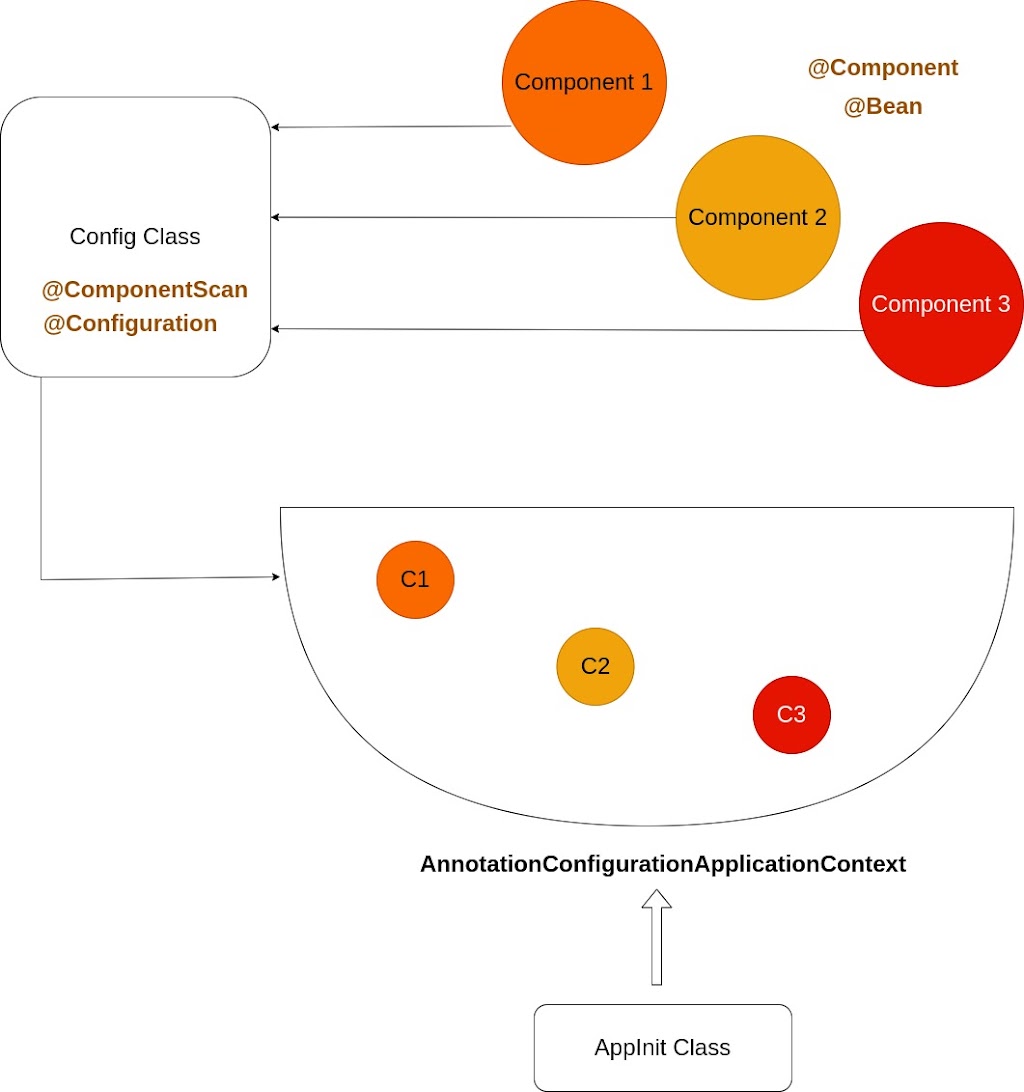 Component 1
@Component
@Bean
Component 2
Config Class
@ComponentScan
@Configuration
Component 3
C1
C2
C3
AnnotationConfigurationApplicationContext
AppInit Class